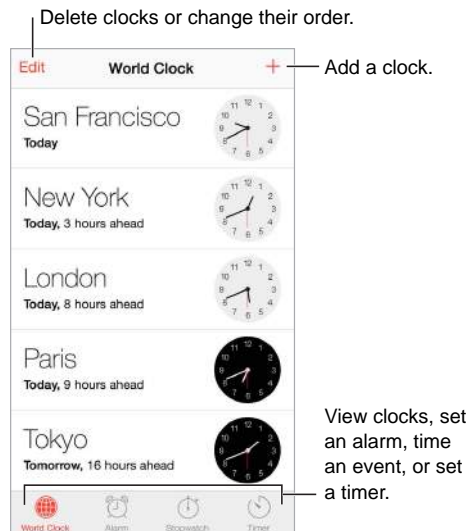 Delete clocks or change their order.
Edit World Clock +
Add a clock.
San Francisco
Today
New York
Today, 3 hours ahead
London
Today, 8 hours ahead
Paris
Today, 9 hours ahead
Tokyo
Tomorrow, 16 hours ahead
View clocks, set
an alarm, time
an event, or set
a timer.
World Clock Alarm Stopwatch Timer